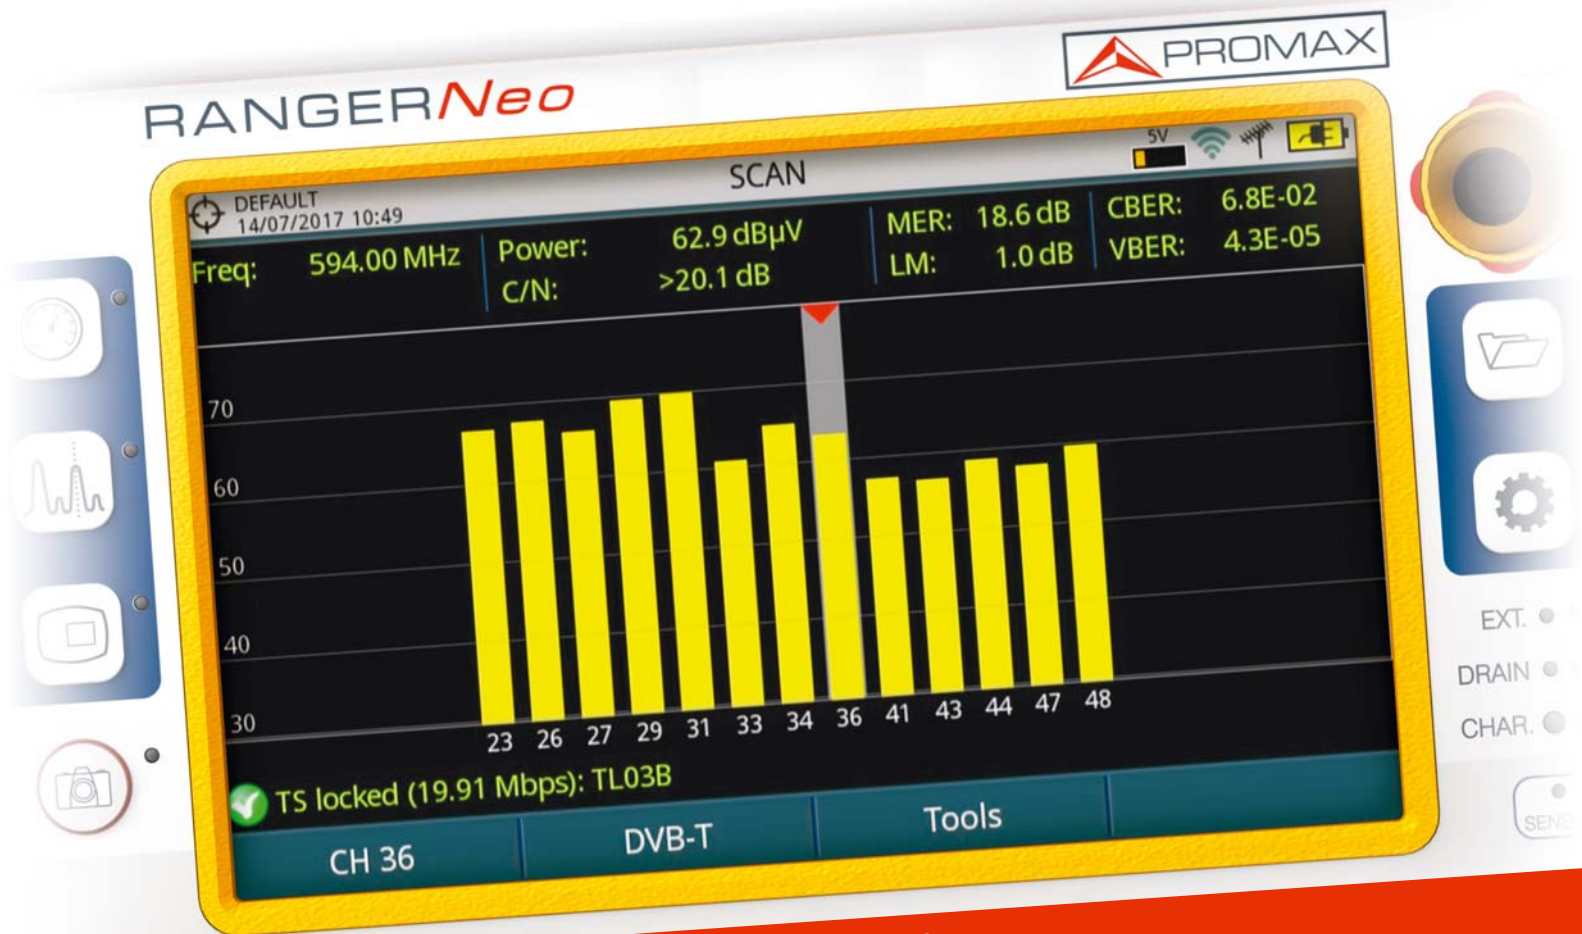 PROMAX
RANGERNeo
DEFAULT
14/07/2017 10:49
SCAN
5V
Freq: 594.00 MHz
Power: 62.9 dBµV
C/N: >20.1 dB
MER: 18.6 dB
LM: 1.0 dB
CBER: 6.8E-02
VBER: 4.3E-05
70
60
50
40
30
23 26 27 29 31 33 34 36 41 43 44 47 48
TS locked (19.91 Mbps): TL03B
CH 36 DVB-T Tools
EXT.
DRAIN
CHAR.